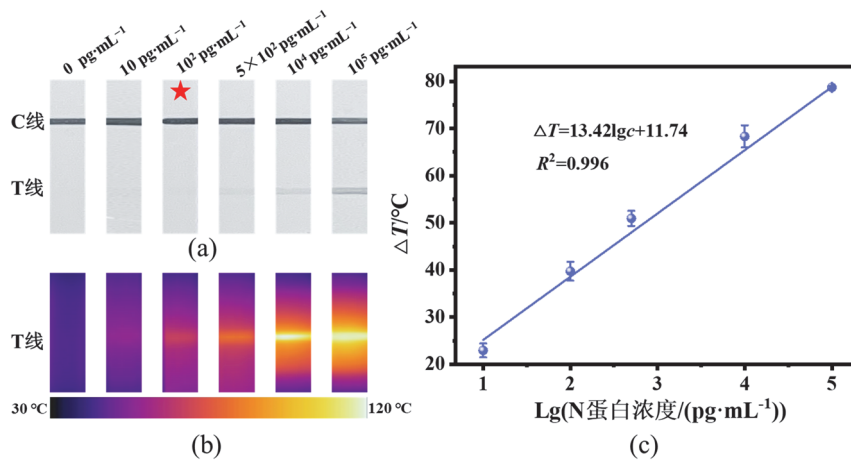 0 pg·mL⁻¹
10 pg·mL⁻¹
10² pg·mL⁻¹
5×10² pg·mL⁻¹
10⁴ pg·mL⁻¹
10⁵ pg·mL⁻¹
C线
T线
(a)
T线
30 ℃
120 ℃
(b)
80
70
60
50
40
30
20
△T/℃
△T=13.42lgc+11.74
R²=0.996
1
2
3
4
5
Lg(N蛋白浓度/(pg·mL⁻¹))
(c)